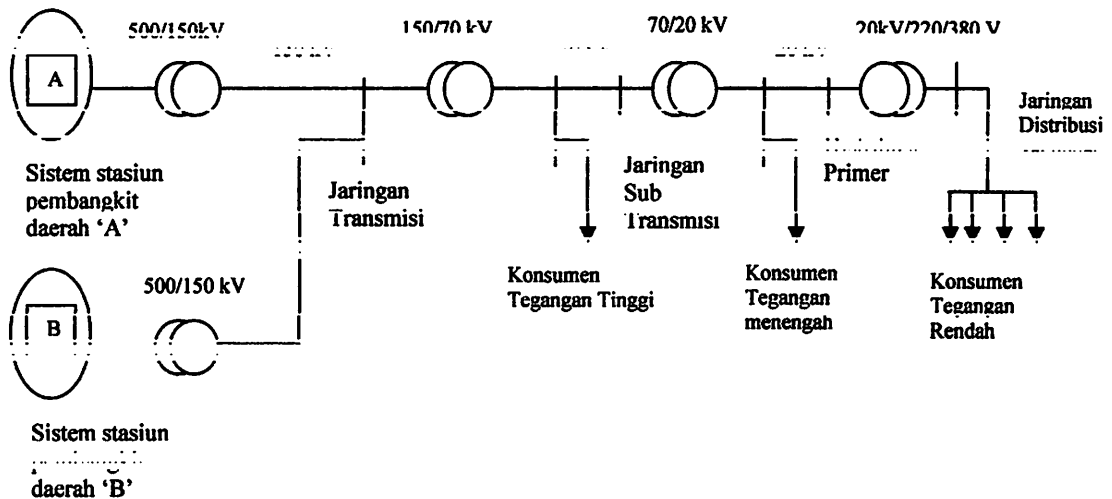 500/150kV
150/70 kV
70/20 kV
20kV/220/380 V
A
Jaringan
Distribusi
Sistem stasiun
pembangkit
daerah ‘A’
Jaringan
Transmisi
Jaringan
Sub
Transmisi
Primer
500/150 kV
Konsumen
Tegangan Tinggi
Konsumen
Tegangan
menengah
Konsumen
Tegangan
Rendah
B
Sistem stasiun
daerah ‘B’